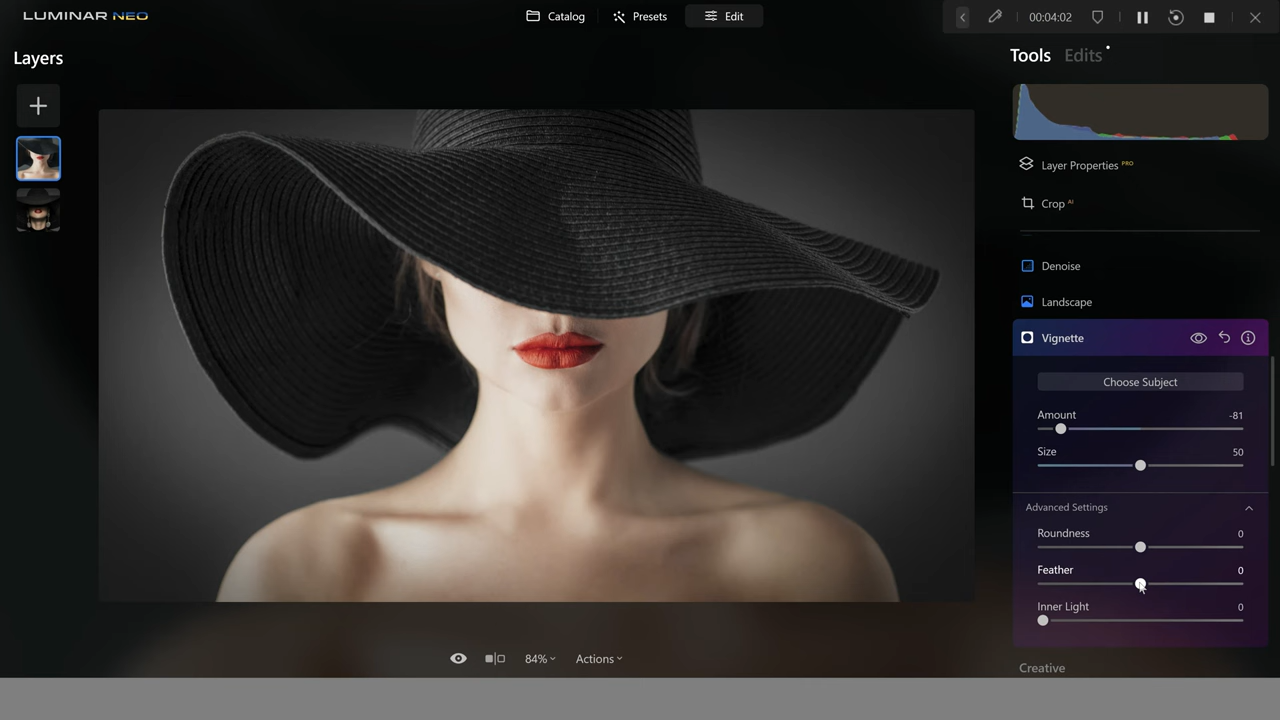 LUMINAR NEO
Catalog
Presets
Edit
00:04:02
Layers
Tools
Edits
Layer Properties PRO
Crop AI
Denoise
Landscape
Vignette
Choose Subject
Amount -81
Size 50
Advanced Settings
Roundness 0
Feather 0
Inner Light 0
84%
Actions
Creative